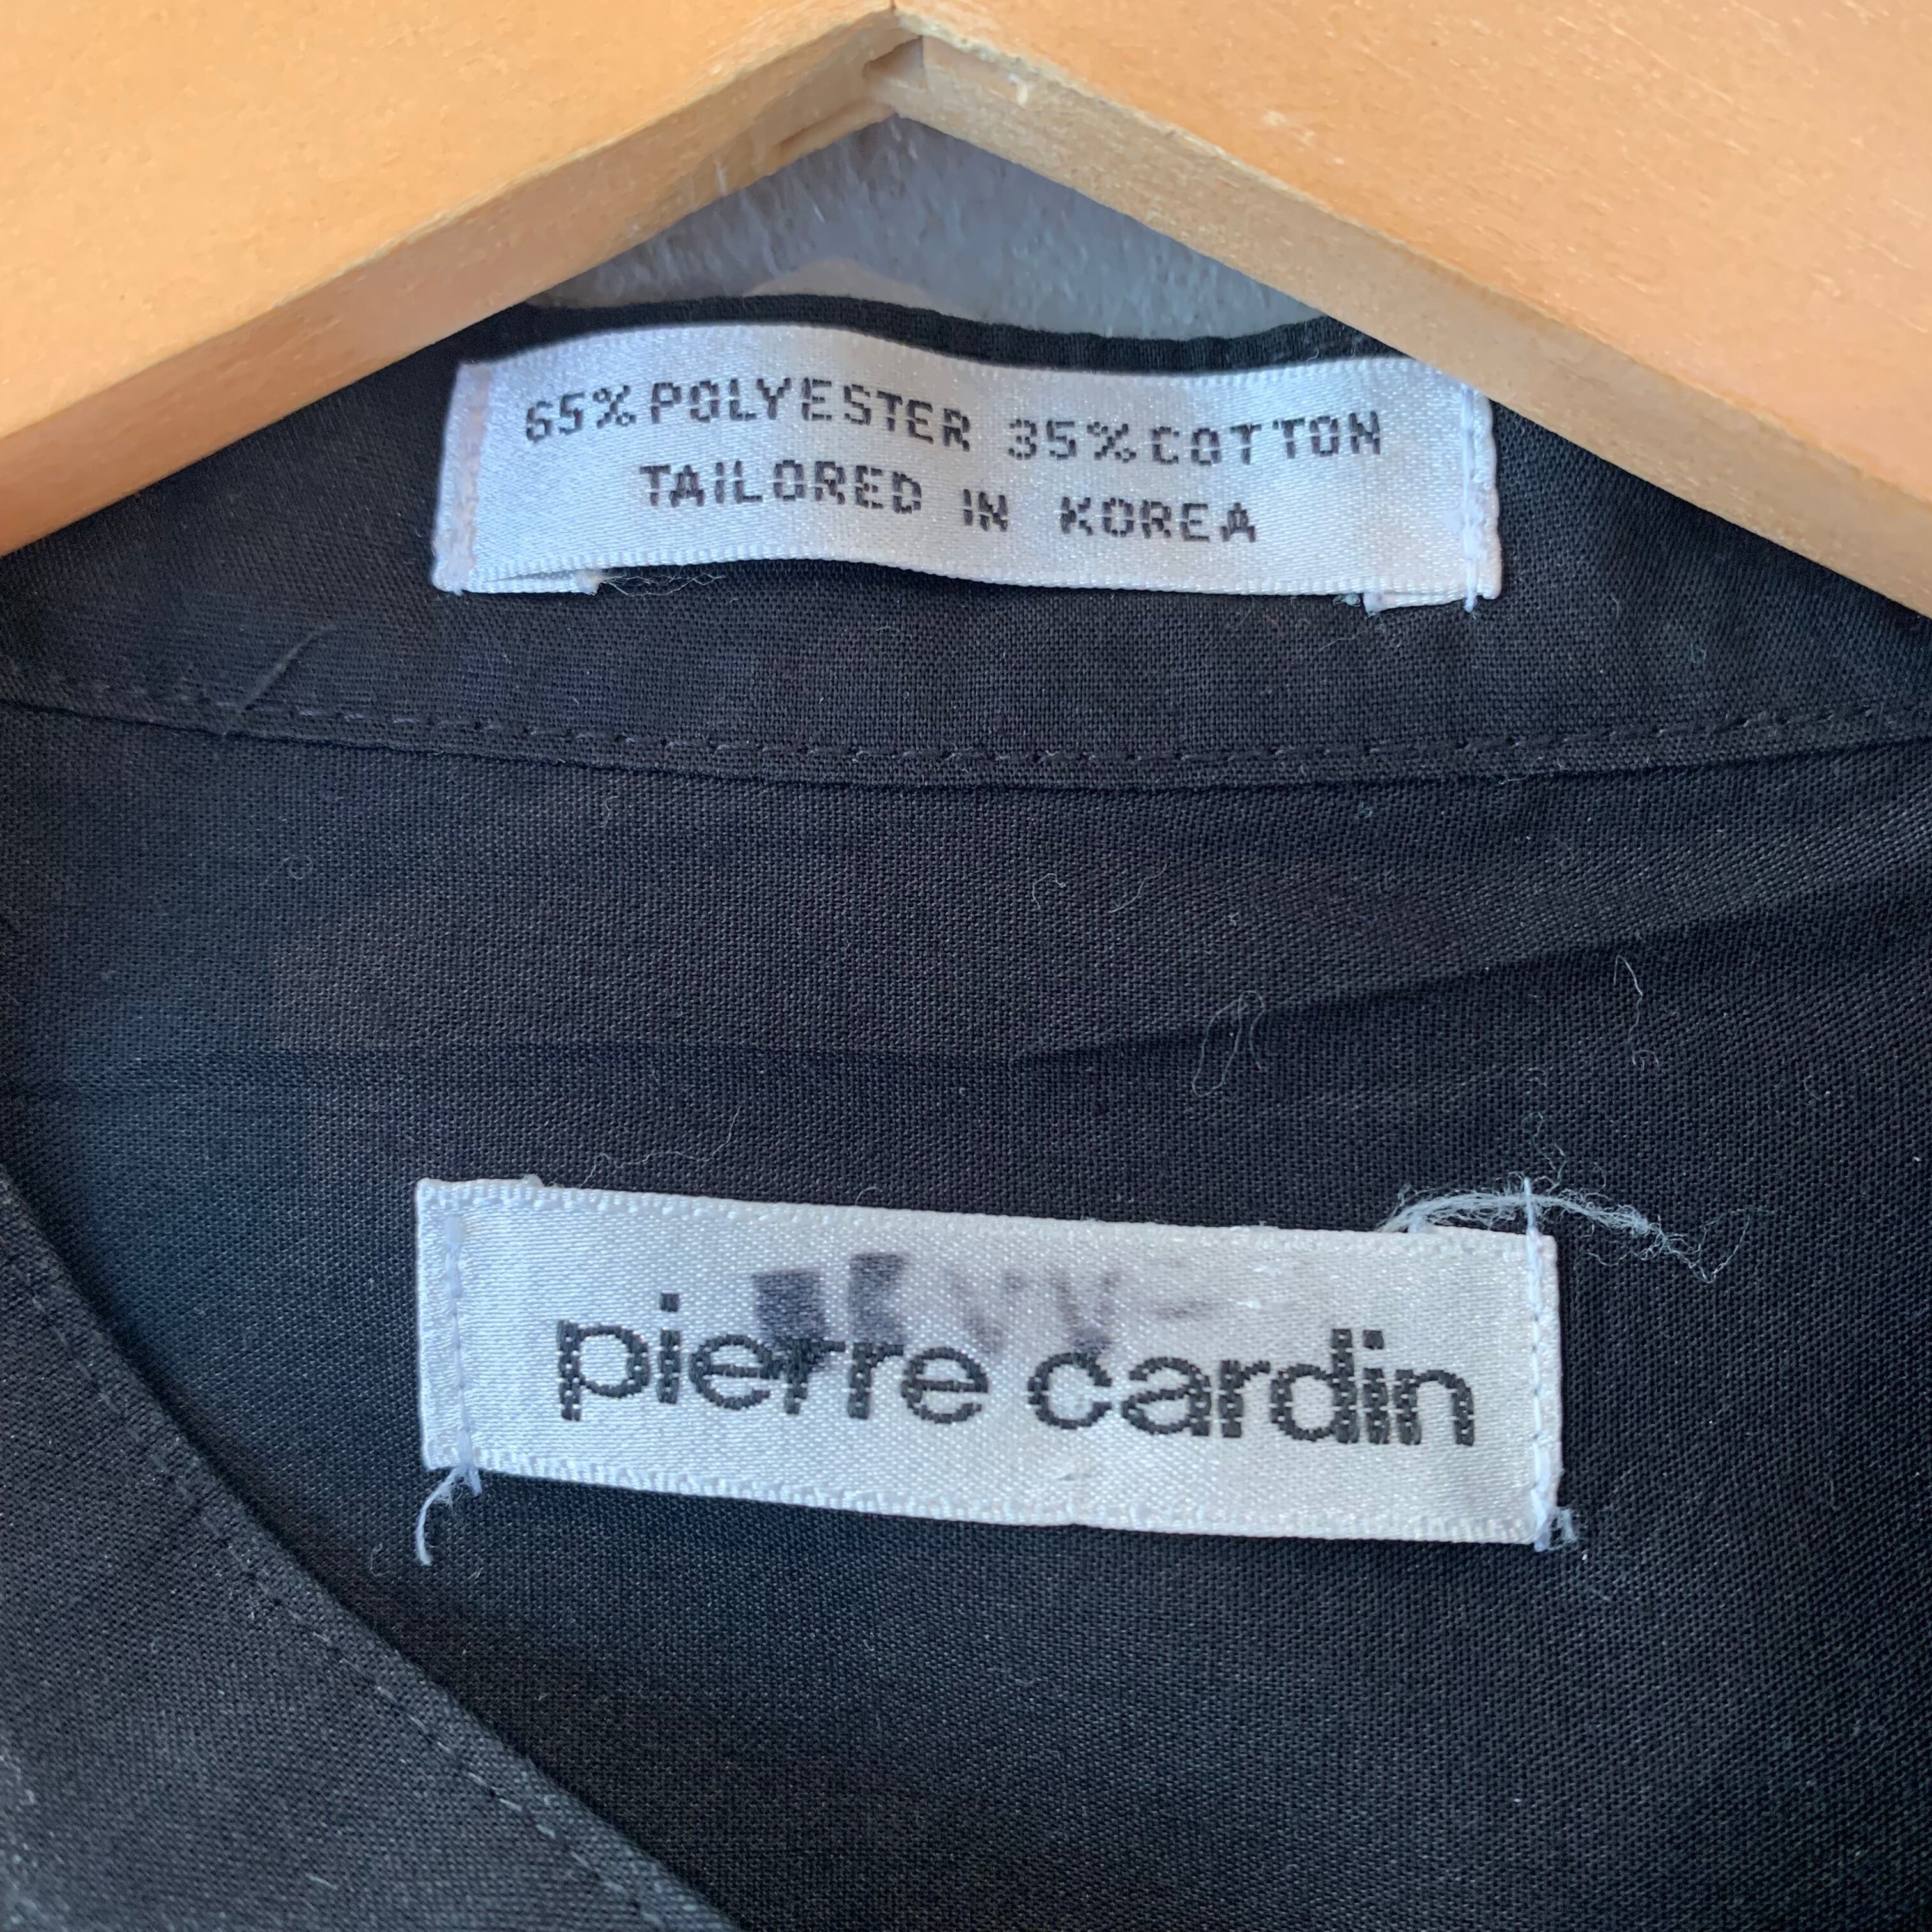 65% POLYESTER 35% COTTON
TAILORED IN KOREA
pierre cardin